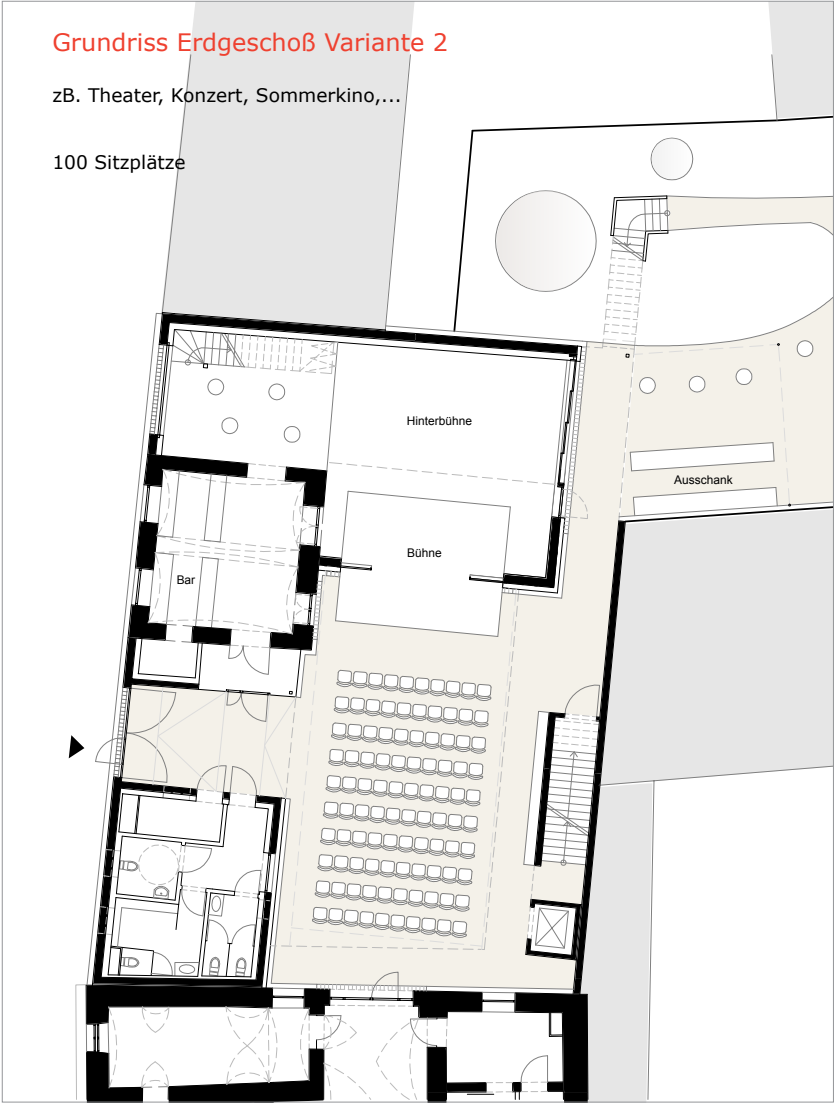 Grundriss Erdgeschoß Variante 2
zB. Theater, Konzert, Sommerkino,...
100 Sitzplätze
Hinterbühne
Ausschank
Bühne
Bar